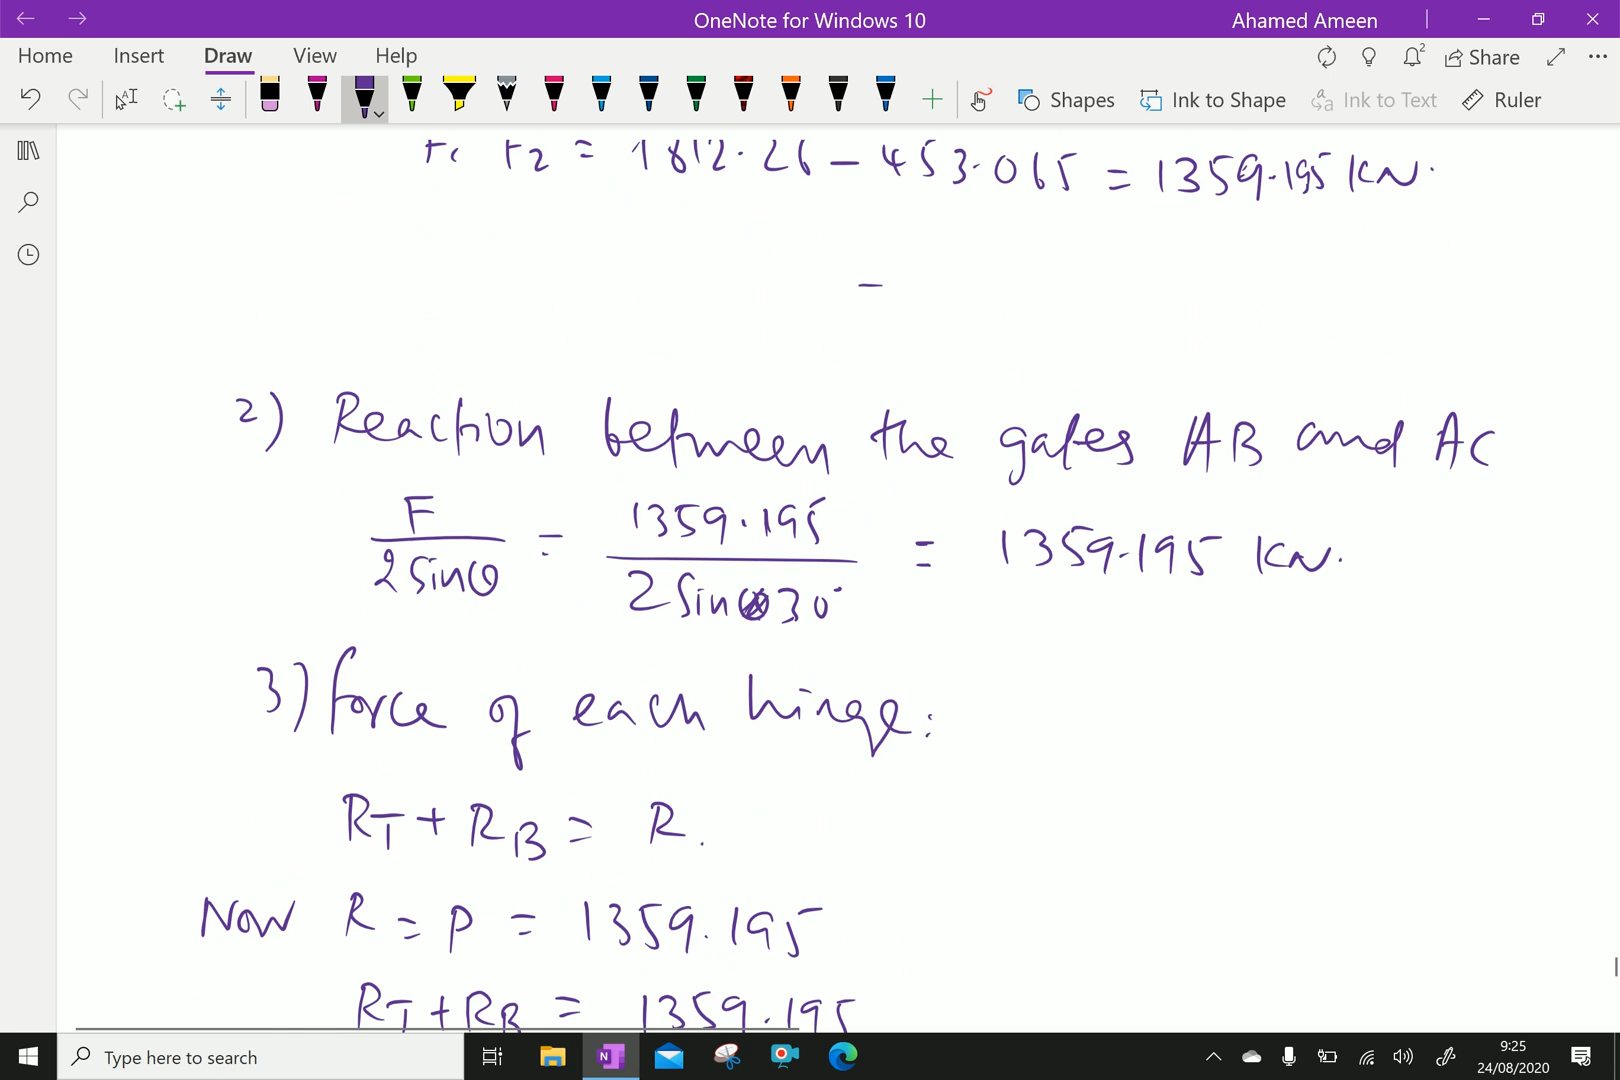 OneNote for Windows 10
Ahamed Ameen
Home Insert Draw View Help
2
Share
Shapes Ink to Shape Ink to Text Ruler
F2 = 1812.26 – 453.065 = 1359.195 KN.
–
2) Reaction between the gates AB and AC
F / 2 Sinθ = 1359.195 / 2 Sin 30° = 1359.195 KN.
3) force of each hinge:
RT + RB = R.
Now R = P = 1359.195
RT + RB = 1359.195
Type here to search
9:25
24/08/2020